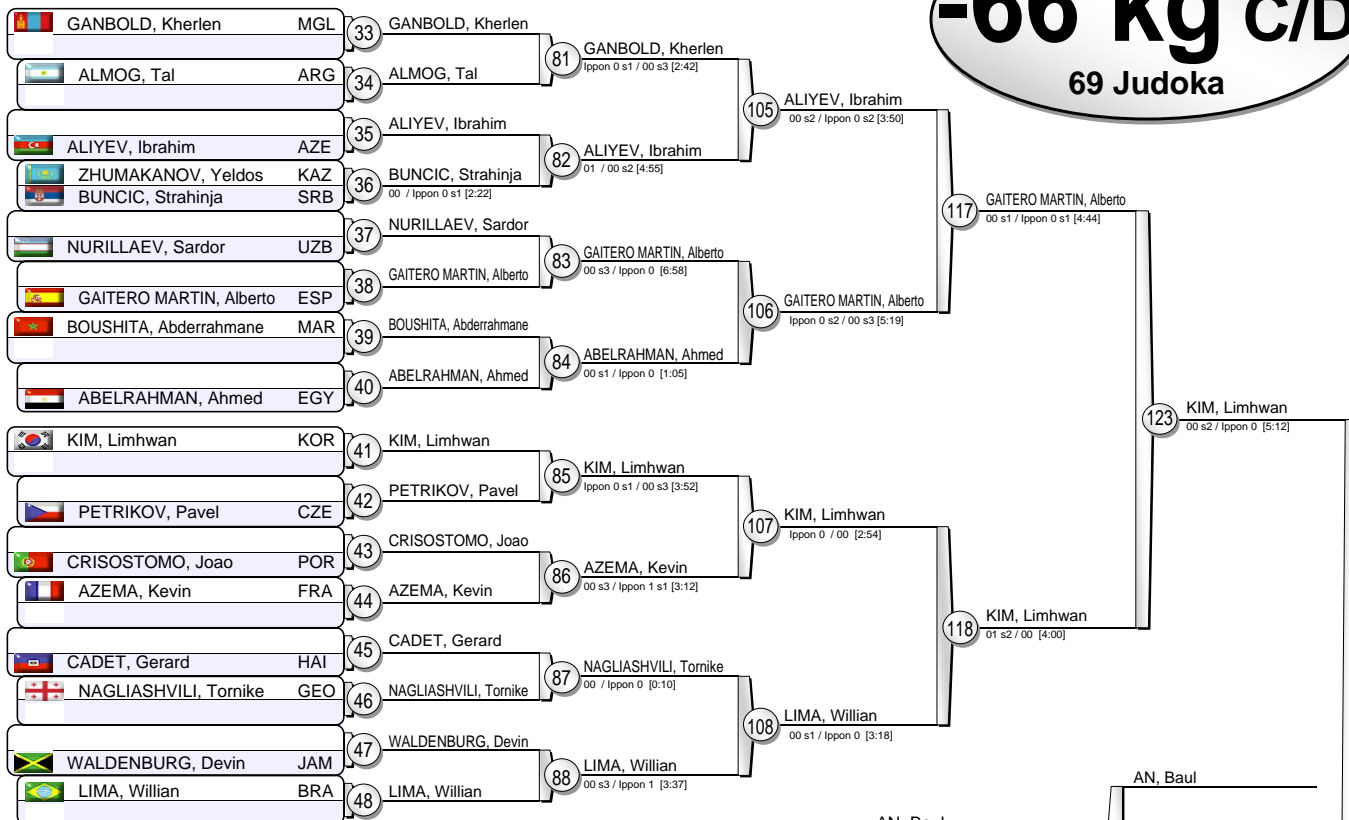 -66 kg C/D
69 Judoka
GANBOLD, Kherlen MGL
ALMOG, Tal ARG
ALIYEV, Ibrahim AZE
ZHUMAKANOV, Yeldos KAZ
BUNCIC, Strahinja SRB
NURILLAEV, Sardor UZB
GAITERO MARTIN, Alberto ESP
BOUSHITA, Abderrahmane MAR
ABELRAHMAN, Ahmed EGY
KIM, Limhwan KOR
PETRIKOV, Pavel CZE
CRISOSTOMO, Joao POR
AZEMA, Kevin FRA
CADET, Gerard HAI
NAGLIASHVILI, Tornike GEO
WALDENBURG, Devin JAM
LIMA, Willian BRA
33 GANBOLD, Kherlen
34 ALMOG, Tal
35 ALIYEV, Ibrahim
36 BUNCIC, Strahinja
00 / Ippon 0 s1 [2:22]
37 NURILLAEV, Sardor
38 GAITERO MARTIN, Alberto
39 BOUSHITA, Abderrahmane
40 ABELRAHMAN, Ahmed
41 KIM, Limhwan
42 PETRIKOV, Pavel
43 CRISOSTOMO, Joao
44 AZEMA, Kevin
45 CADET, Gerard
46 NAGLIASHVILI, Tornike
47 WALDENBURG, Devin
48 LIMA, Willian
81 GANBOLD, Kherlen
Ippon 0 s1 / 00 s3 [2:42]
82 ALIYEV, Ibrahim
01 / 00 s2 [4:55]
83 GAITERO MARTIN, Alberto
00 s3 / Ippon 0 [6:58]
84 ABELRAHMAN, Ahmed
00 s1 / Ippon 0 [1:05]
85 KIM, Limhwan
Ippon 0 s1 / 00 s3 [3:52]
86 AZEMA, Kevin
00 s3 / Ippon 1 s1 [3:12]
87 NAGLIASHVILI, Tornike
00 / Ippon 0 [0:10]
88 LIMA, Willian
00 s3 / Ippon 1 [3:37]
105 ALIYEV, Ibrahim
00 s2 / Ippon 0 s2 [3:50]
106 GAITERO MARTIN, Alberto
Ippon 0 s2 / 00 s3 [5:19]
107 KIM, Limhwan
Ippon 0 / 00 [2:54]
108 LIMA, Willian
00 s1 / Ippon 0 [3:18]
117 GAITERO MARTIN, Alberto
00 s1 / Ippon 0 s1 [4:44]
118 KIM, Limhwan
01 s2 / 00 [4:00]
123 KIM, Limhwan
00 s2 / Ippon 0 [5:12]
AN, Baul
AN, Baul